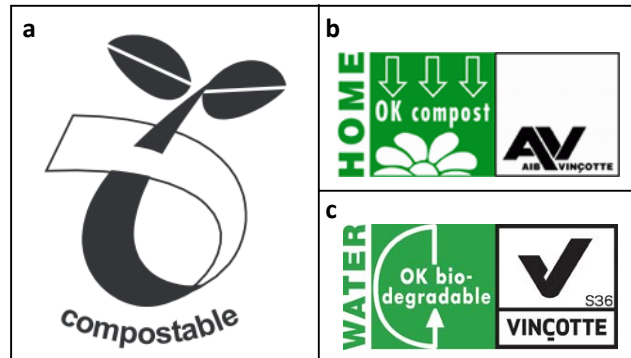 a
compostable
b
HOME
OK compost
AIB VINÇOTTE
c
WATER
OK bio-
degradable
S36
VINÇOTTE